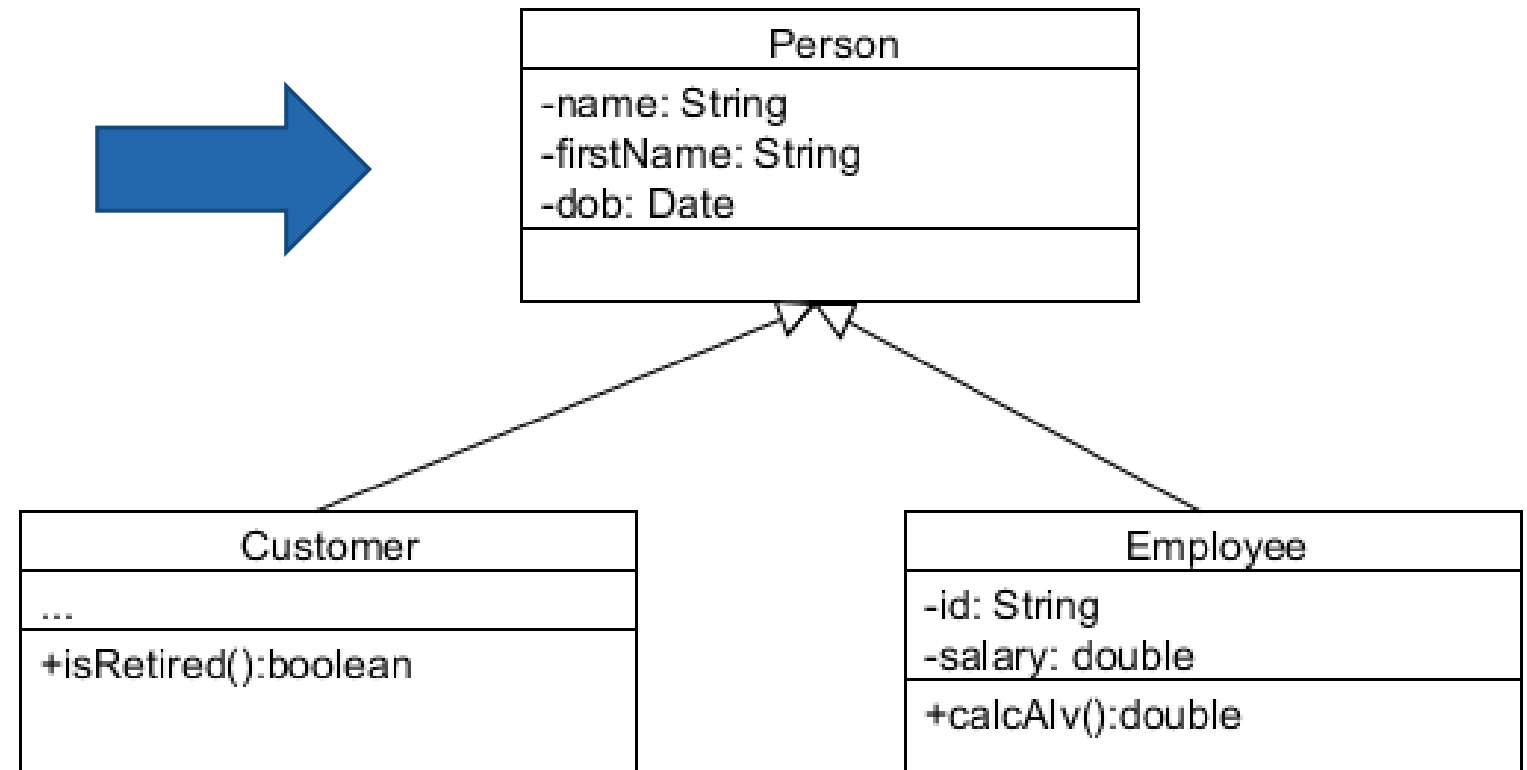 Person
-name: String
-firstName: String
-dob: Date
Customer
...
+isRetired():boolean
Employee
-id: String
-salary: double
+calcAlv():double